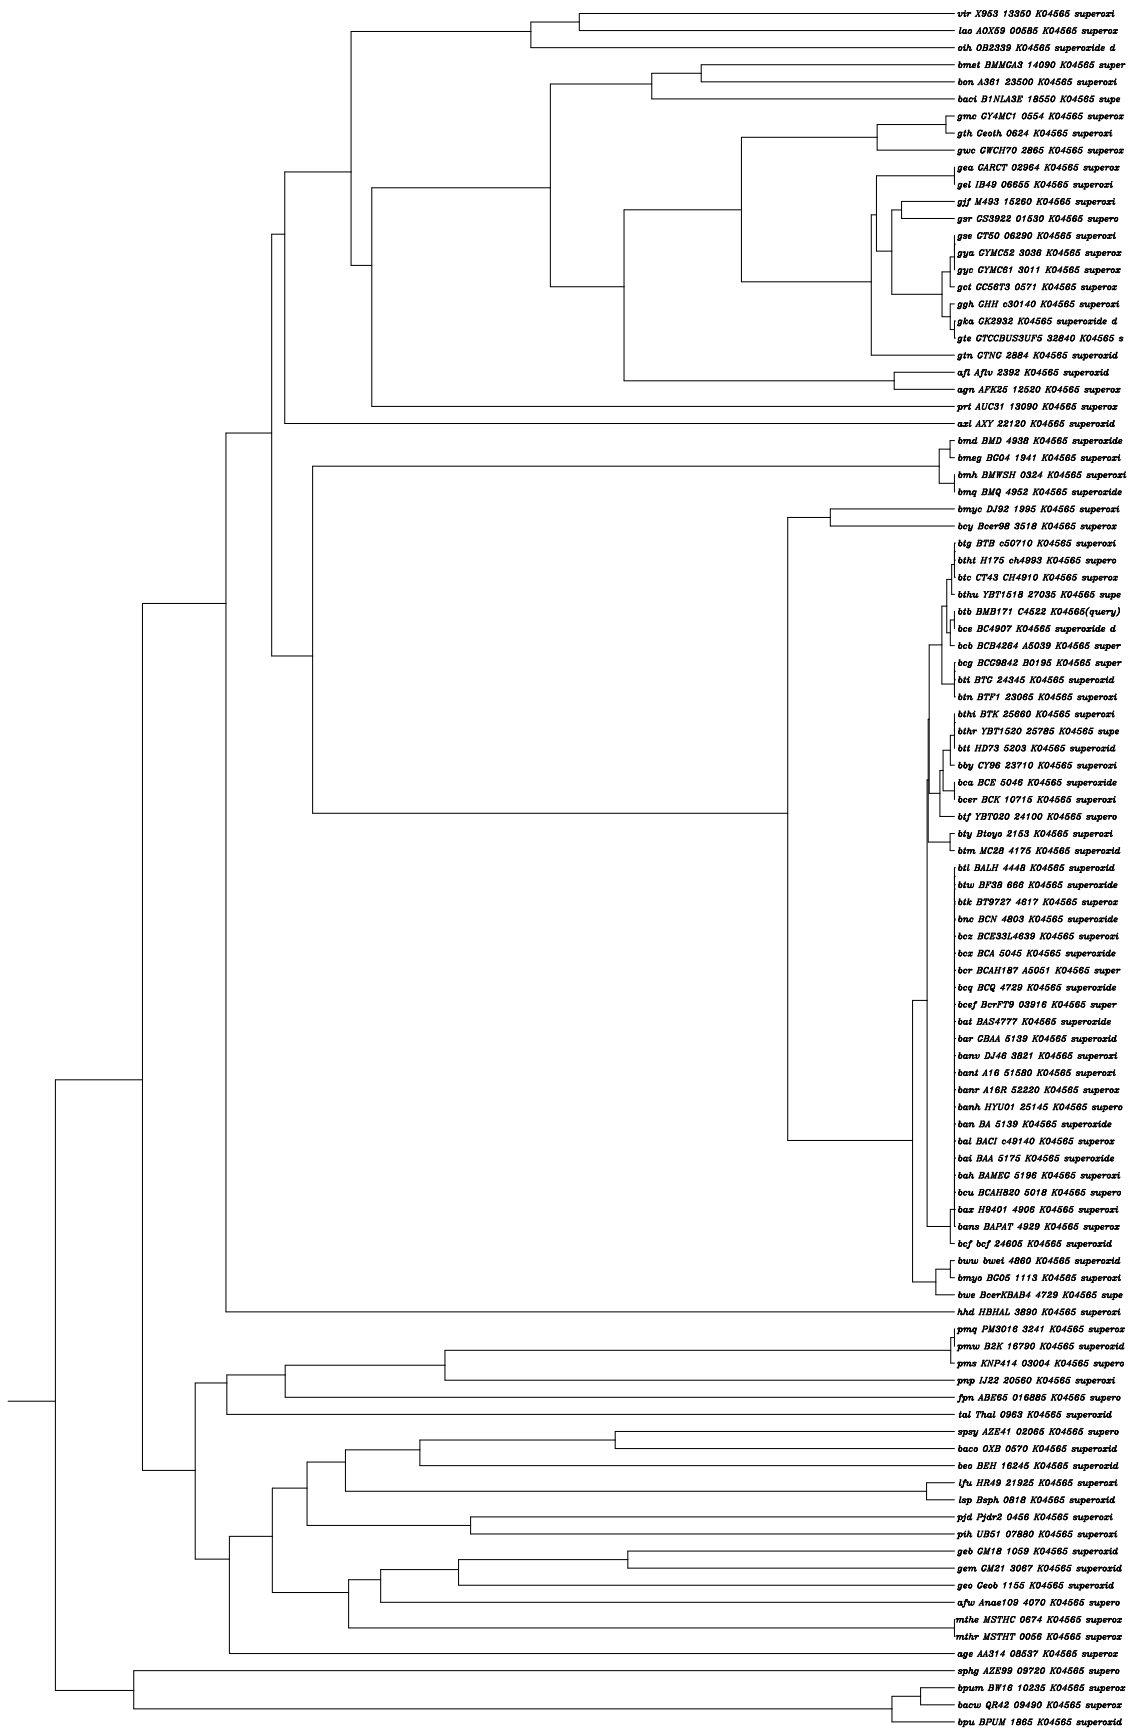 vir X953 13350 K04565 superoxi
lao AOX59 00585 K04565 superox
oih OB2339 K04565 superoxide d
bmet BMMGA3 14090 K04565 super
bon A361 23500 K04565 superoxi
baci B1NLA3E 18550 K04565 supe
gmc GY4MC1 0554 K04565 superox
gth Geoth 0624 K04565 superoxi
gwc GWCH70 2865 K04565 superox
gea GARCT 02964 K04565 superox
gel IB49 06655 K04565 superoxi
gjf M493 15260 K04565 superoxi
gsr GS3922 01530 K04565 supero
gse GT50 06290 K04565 superoxi
gya GYMC52 3036 K04565 superox
gyc GYMC61 3011 K04565 superox
gct GC56T3 0571 K04565 superox
ggh GHH c30140 K04565 superoxi
gka GK2932 K04565 superoxide d
gte GTCCBUS3UF5 32840 K04565 s
gtn GTNG 2884 K04565 superoxid
afl Aflv 2392 K04565 superoxid
agn AFK25 12520 K04565 superox
prt AUC31 13090 K04565 superox
axl AXY 22120 K04565 superoxid
bmd BMD 4938 K04565 superoxide
bmeg BG04 1941 K04565 superoxi
bmh BMWSH 0324 K04565 superoxi
bmq BMQ 4952 K04565 superoxide
bmyc DJ92 1995 K04565 superoxi
bcy Bcer98 3518 K04565 superox
btg BTB c50710 K04565 superoxi
btht H175 ch4993 K04565 supero
btc CT43 CH4910 K04565 superox
bthu YBT1518 27035 K04565 supe
btb BMB171 C4522 K04565(query)
bce BC4907 K04565 superoxide d
bcb BCB4264 A5039 K04565 super
bcg BCG9842 B0195 K04565 super
bti BTG 24345 K04565 superoxid
btn BTF1 23065 K04565 superoxi
bthi BTK 25660 K04565 superoxi
bthr YBT1520 25785 K04565 supe
btt HD73 5203 K04565 superoxid
bby CY96 23710 K04565 superoxi
bca BCE 5046 K04565 superoxide
bcer BCK 10715 K04565 superoxi
btf YBT020 24100 K04565 supero
bty Btoyo 2153 K04565 superoxi
btm MC28 4175 K04565 superoxid
btl BALH 4448 K04565 superoxid
btw BF38 666 K04565 superoxide
btk BT9727 4617 K04565 superox
bnc BCN 4803 K04565 superoxide
bcz BCE33L4639 K04565 superoxi
bcx BCA 5045 K04565 superoxide
bcr BCAH187 A5051 K04565 super
bcq BCQ 4729 K04565 superoxide
bcef BcrFT9 03916 K04565 super
bat BAS4777 K04565 superoxide
bar GBAA 5139 K04565 superoxid
banv DJ46 3821 K04565 superoxi
bant A16 51580 K04565 superoxi
banr A16R 52220 K04565 superox
banh HYU01 25145 K04565 supero
ban BA 5139 K04565 superoxide
bal BACI c49140 K04565 superox
bai BAA 5175 K04565 superoxide
bah BAMEG 5196 K04565 superoxi
bcu BCAH820 5018 K04565 supero
bax H9401 4906 K04565 superoxi
bans BAPAT 4929 K04565 superox
bcf bcf 24605 K04565 superoxid
bww bwei 4860 K04565 superoxid
bmyo BG05 1113 K04565 superoxi
bwe BcerKBAB4 4729 K04565 supe
hhd HBHAL 3890 K04565 superoxi
pmq PM3016 3241 K04565 superox
pmw B2K 16790 K04565 superoxid
pms KNP414 03004 K04565 supero
pnp IJ22 20560 K04565 superoxi
fpn ABE65 016885 K04565 supero
tal Thal 0963 K04565 superoxid
spsy AZE41 02065 K04565 supero
baco OXB 0570 K04565 superoxid
beo BEH 16245 K04565 superoxid
lfu HR49 21925 K04565 superoxi
lsp Bsph 0818 K04565 superoxid
pjd Pjdr2 0456 K04565 superoxi
pih UB51 07880 K04565 superoxi
geb GM18 1059 K04565 superoxid
gem GM21 3067 K04565 superoxid
geo Geob 1155 K04565 superoxid
afw Anae109 4070 K04565 supero
mthe MSTHC 0674 K04565 superox
mthr MSTHT 0056 K04565 superox
age AA314 08537 K04565 superox
sphg AZE99 09720 K04565 supero
bpum BW16 10235 K04565 superox
bacw QR42 09490 K04565 superox
bpu BPUM 1865 K04565 superoxid